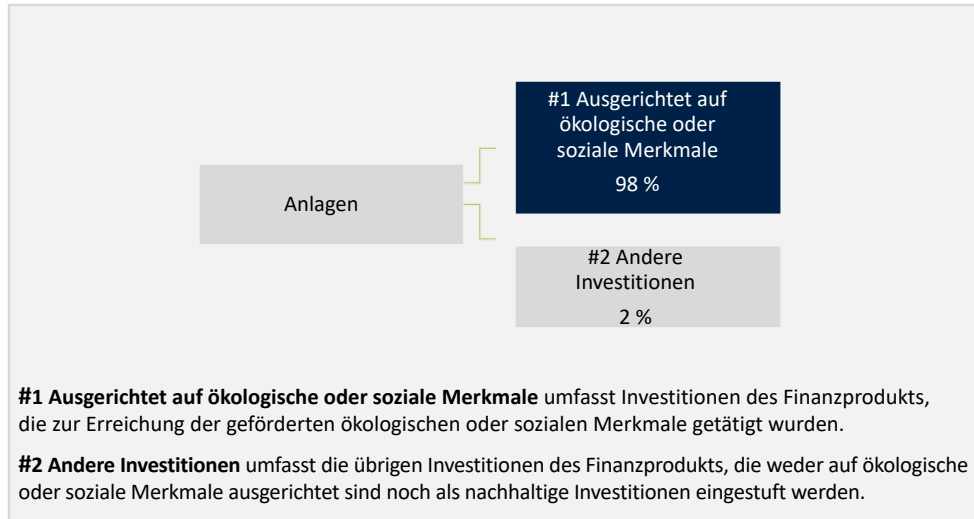 #1 Ausgerichtet auf
ökologische oder
soziale Merkmale
98 %
Anlagen
#2 Andere
Investitionen
2 %
#1 Ausgerichtet auf ökologische oder soziale Merkmale umfasst Investitionen des Finanzprodukts,
die zur Erreichung der geförderten ökologischen oder sozialen Merkmale getätigt wurden.
#2 Andere Investitionen umfasst die übrigen Investitionen des Finanzprodukts, die weder auf ökologische
oder soziale Merkmale ausgerichtet sind noch als nachhaltige Investitionen eingestuft werden.